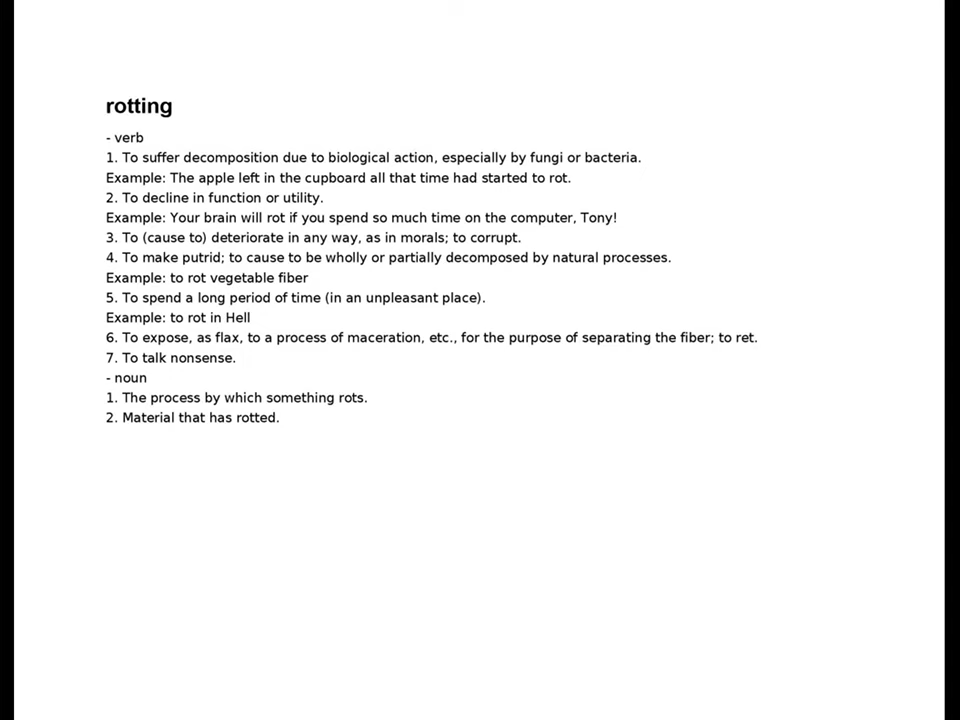 rotting
- verb
1. To suffer decomposition due to biological action, especially by fungi or bacteria.
Example: The apple left in the cupboard all that time had started to rot.
2. To decline in function or utility.
Example: Your brain will rot if you spend so much time on the computer, Tony!
3. To (cause to) deteriorate in any way, as in morals; to corrupt.
4. To make putrid; to cause to be wholly or partially decomposed by natural processes.
Example: to rot vegetable fiber
5. To spend a long period of time (in an unpleasant place).
Example: to rot in Hell
6. To expose, as flax, to a process of maceration, etc., for the purpose of separating the fiber; to ret.
7. To talk nonsense.
- noun
1. The process by which something rots.
2. Material that has rotted.